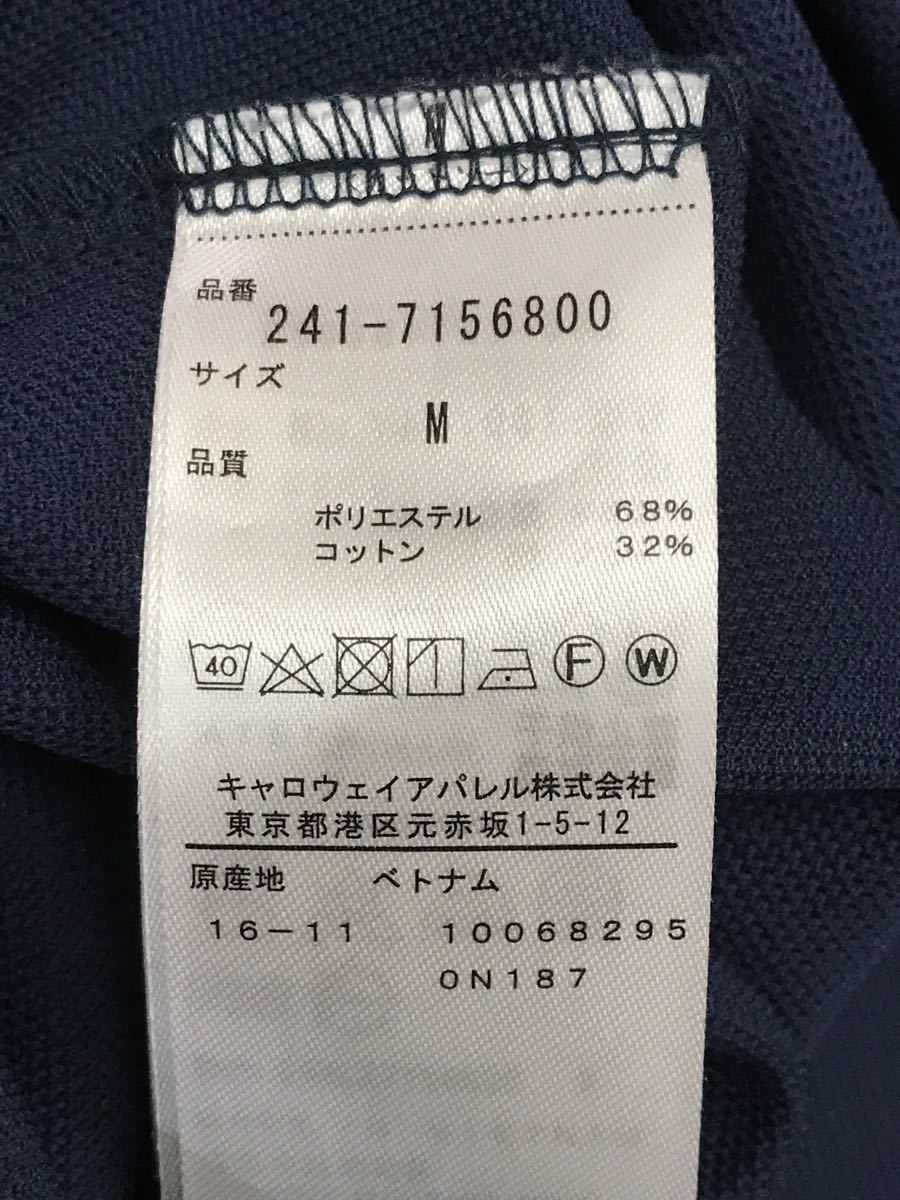 品番
241-7156800
サイズ
M
品質
ポリエステル 68%
コットン 32%
40 F W
キャロウェイアパレル株式会社
東京都港区元赤坂1-5-12
原産地 ベトナム
16-11 10068295
0N187